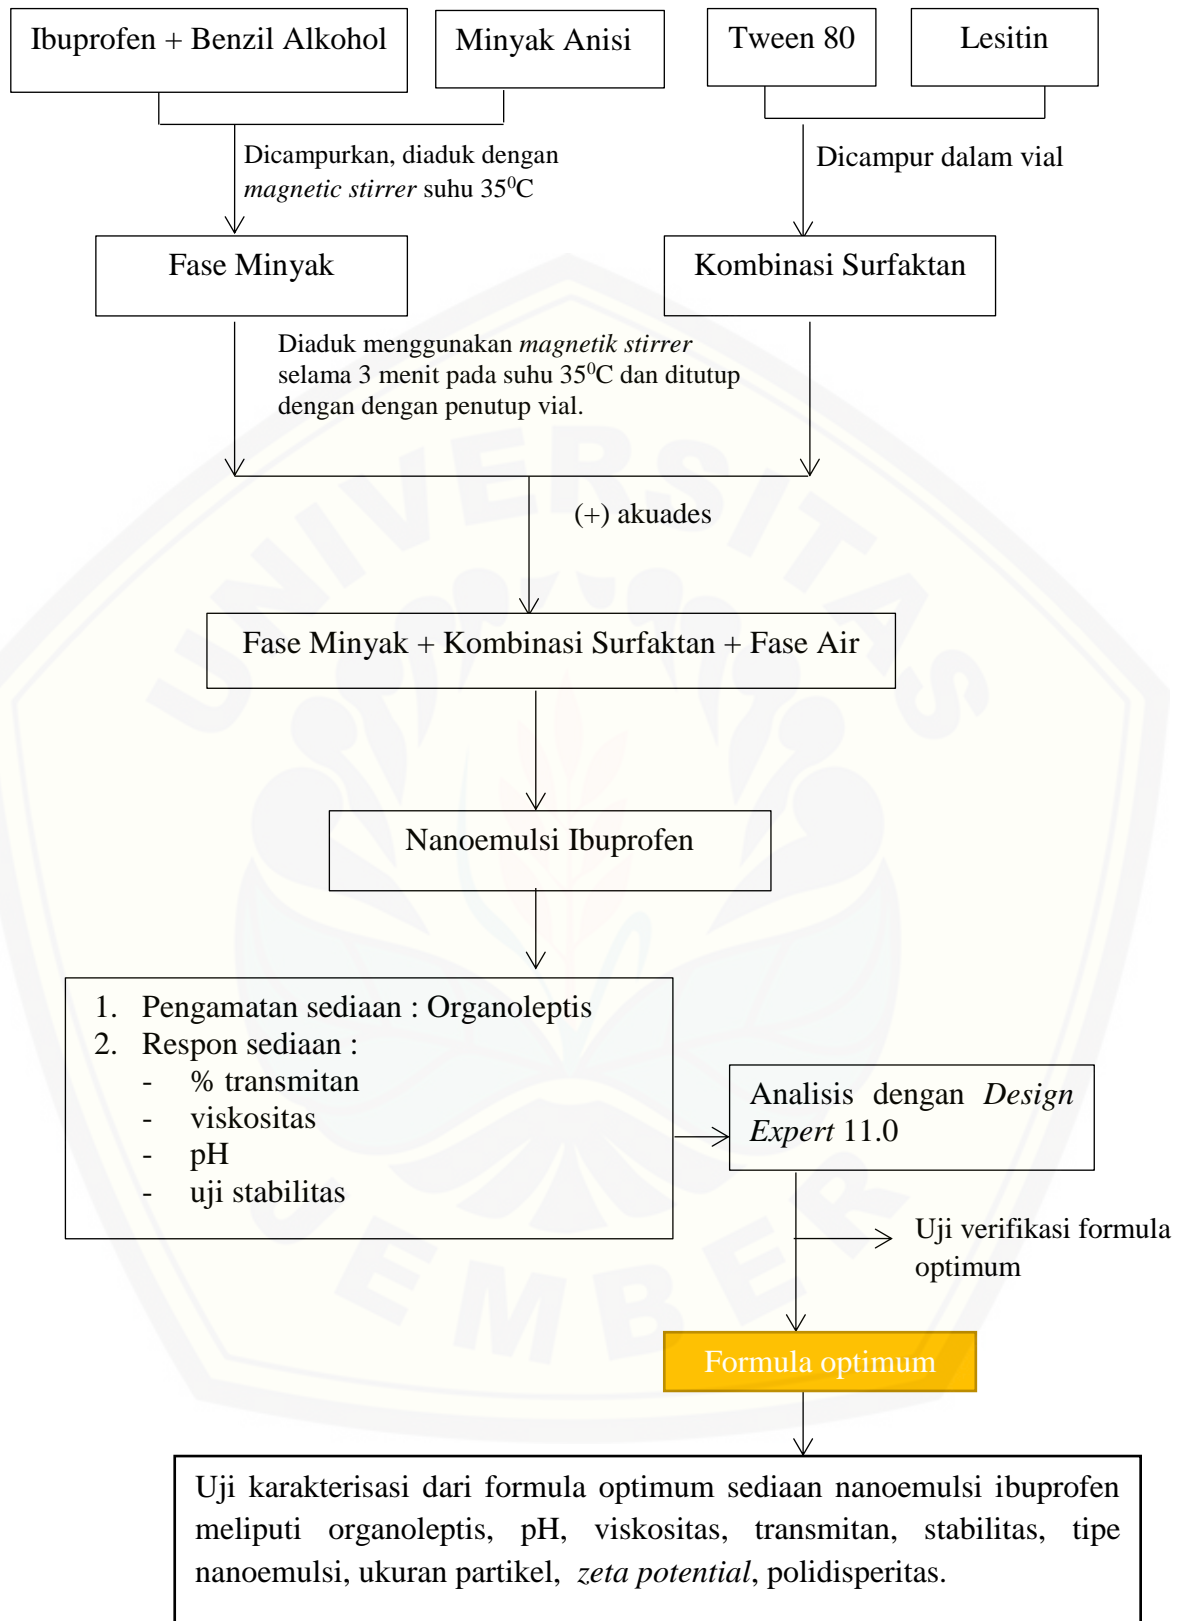 Ibuprofen + Benzil Alkohol
Minyak Anisi
Tween 80
Lesitin
Dicampurkan, diaduk dengan
magnetic stirrer suhu 35⁰C
Dicampur dalam vial
Fase Minyak
Kombinasi Surfaktan
Diaduk menggunakan magnetik stirrer
selama 3 menit pada suhu 35⁰C dan ditutup
dengan dengan penutup vial.
(+) akuades
Fase Minyak + Kombinasi Surfaktan + Fase Air
Nanoemulsi Ibuprofen
1. Pengamatan sediaan : Organoleptis
2. Respon sediaan :
- % transmitan
- viskositas
- pH
- uji stabilitas
Analisis dengan Design
Expert 11.0
Uji verifikasi formula
optimum
Formula optimum
Uji karakterisasi dari formula optimum sediaan nanoemulsi ibuprofen
meliputi organoleptis, pH, viskositas, transmitan, stabilitas, tipe
nanoemulsi, ukuran partikel, zeta potential, polidisperitas.
UNIVERSITAS
JEMBER